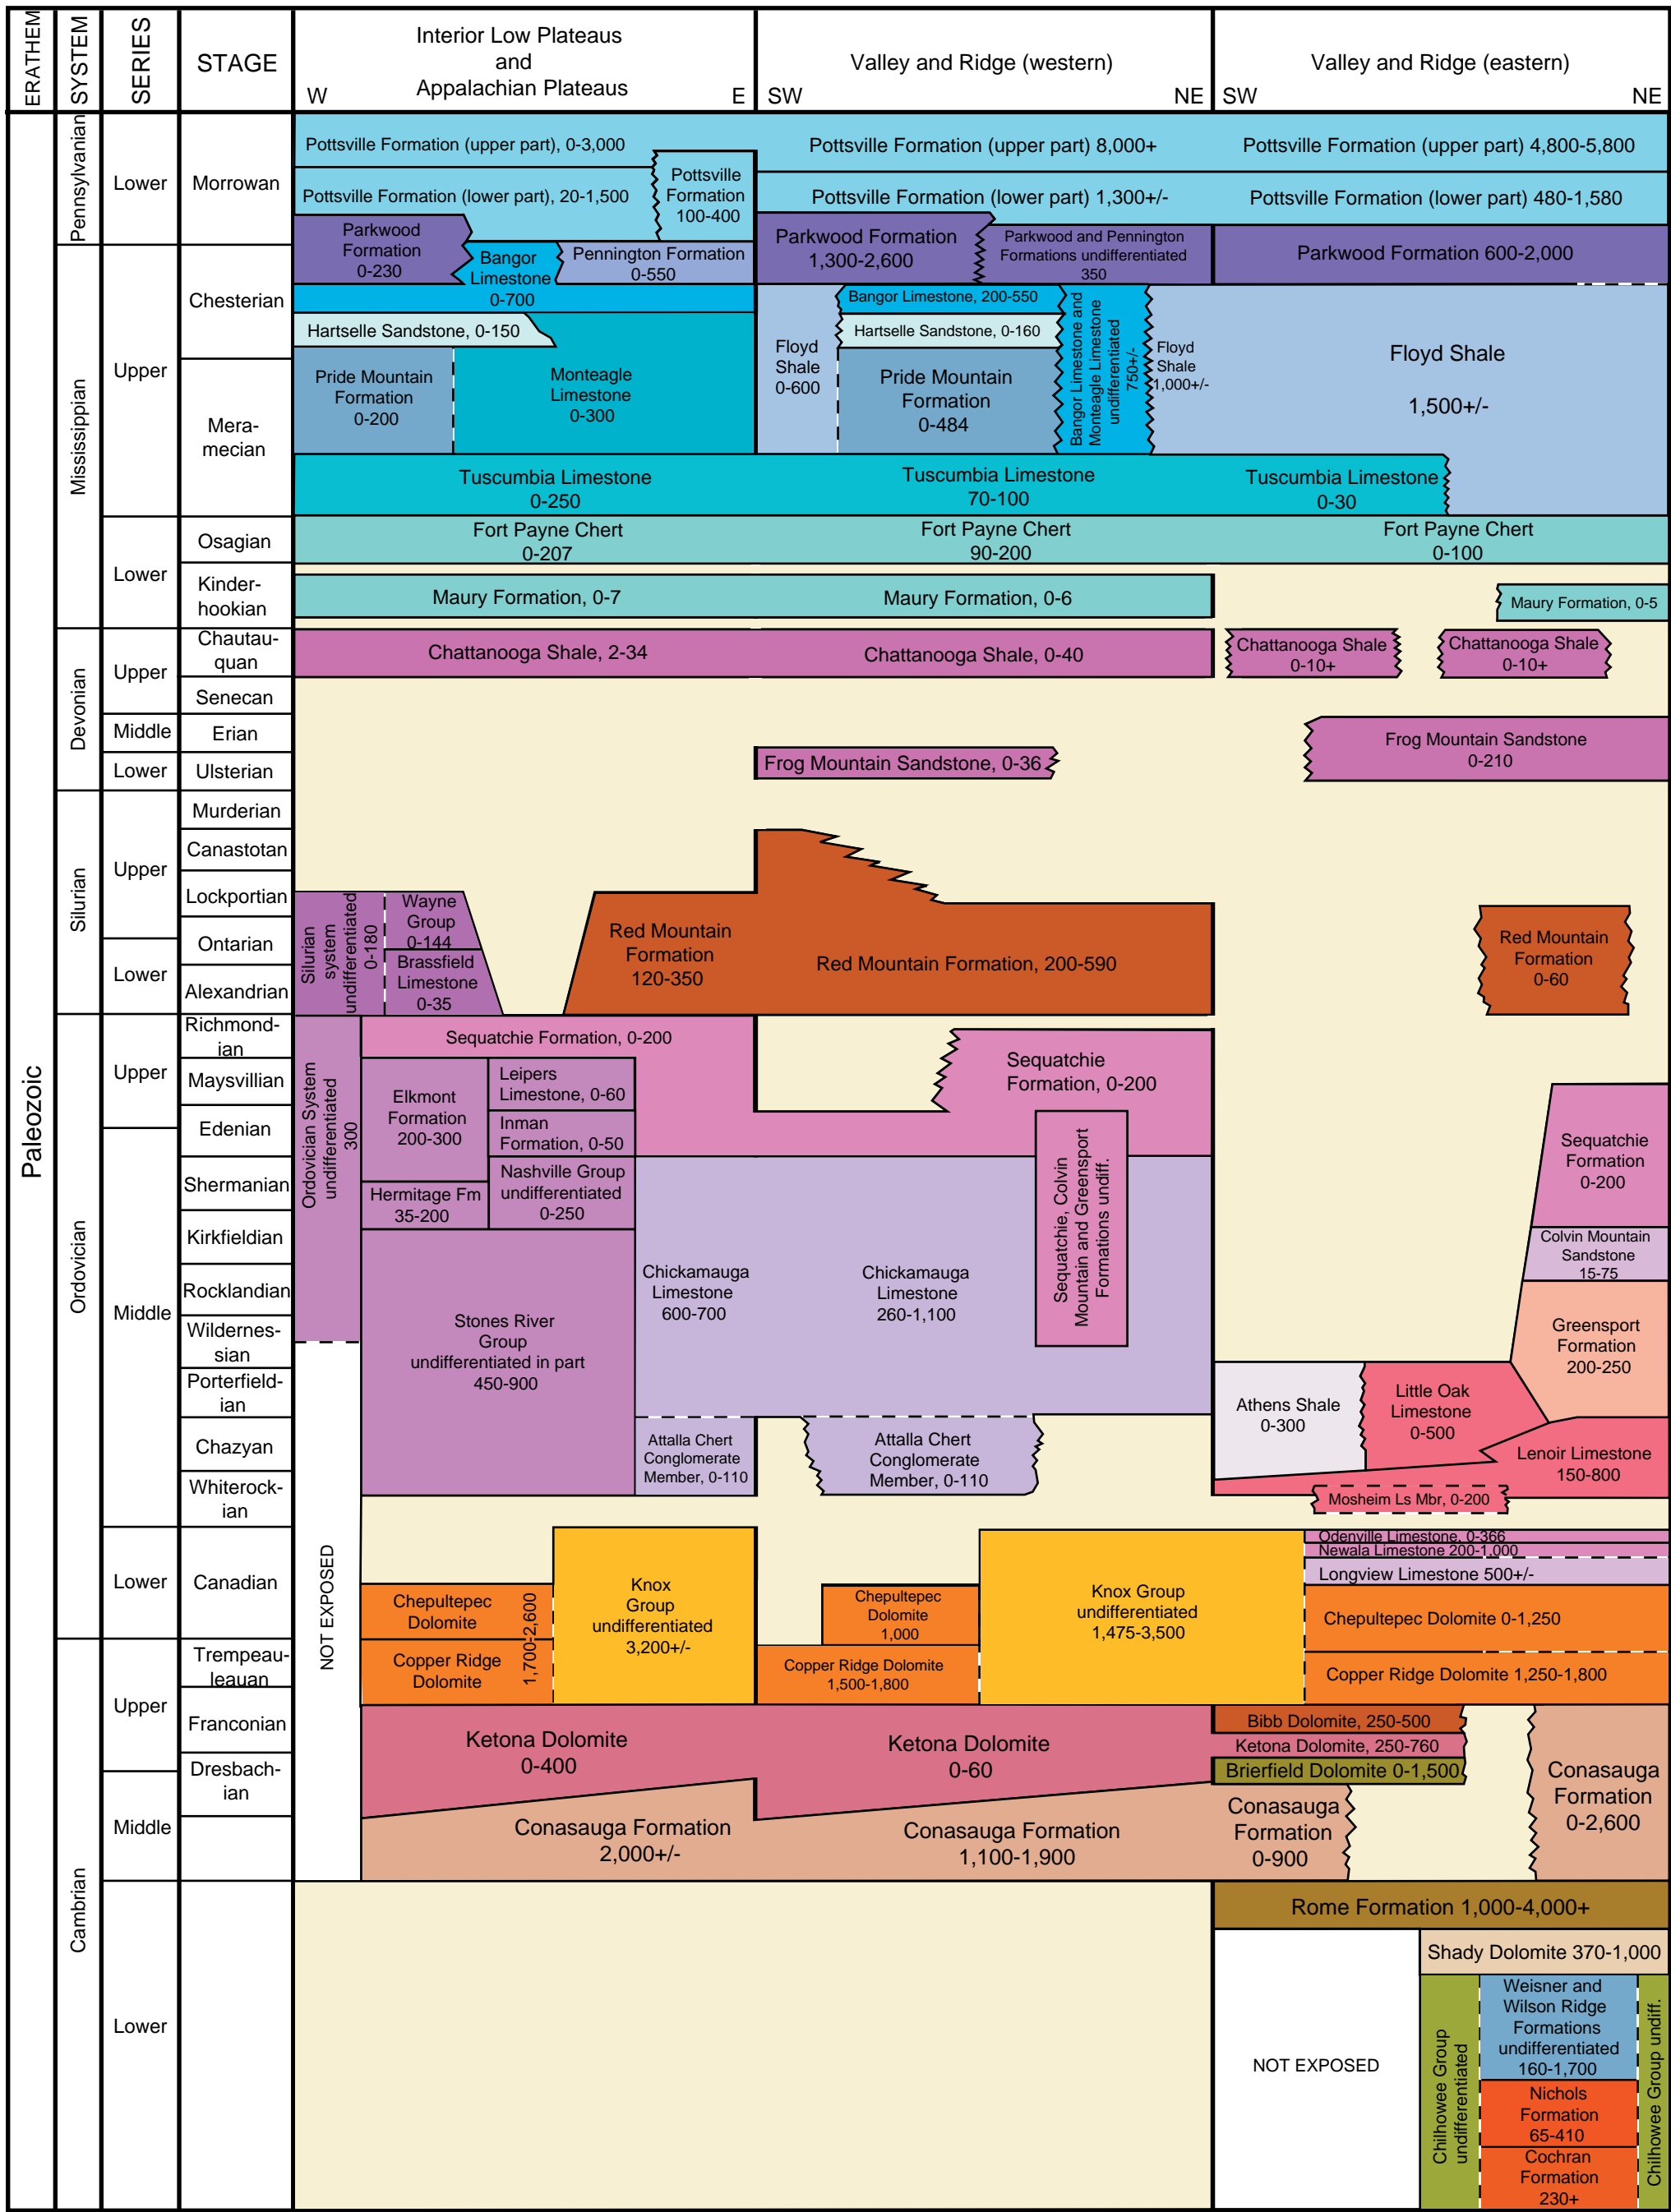 ERATHEM
SYSTEM
SERIES
STAGE
Interior Low Plateaus
and
Appalachian Plateaus
W
E
Valley and Ridge (western)
SW
NE
Valley and Ridge (eastern)
SW
NE
Paleozoic
Pennsylvanian
Mississippian
Devonian
Silurian
Ordovician
Cambrian
Lower
Upper
Lower
Upper
Middle
Lower
Upper
Lower
Upper
Middle
Lower
Upper
Middle
Lower
Morrowan
Chesterian
Mera-
mecian
Osagian
Kinder-
hookian
Chautau-
quan
Senecan
Erian
Ulsterian
Murderian
Canastotan
Lockportian
Ontarian
Alexandrian
Richmond-
ian
Maysvillian
Edenian
Shermanian
Kirkfieldian
Rocklandian
Wildernes-
sian
Porterfield-
ian
Chazyan
Whiterock-
ian
Canadian
Trempeau-
leauan
Franconian
Dresbach-
ian
Pottsville Formation (upper part), 0-3,000
Pottsville Formation (lower part), 20-1,500
Pottsville
Formation
100-400
Parkwood
Formation
0-230
Bangor
Limestone
0-700
Pennington Formation
0-550
Hartselle Sandstone, 0-150
Pride Mountain
Formation
0-200
Monteagle
Limestone
0-300
Tuscumbia Limestone
0-250
Fort Payne Chert
0-207
Maury Formation, 0-7
Chattanooga Shale, 2-34
Silurian
system
undifferentiated
0-180
Wayne
Group
0-144
Brassfield
Limestone
0-35
Red Mountain
Formation
120-350
Ordovician System
undifferentiated
300
Sequatchie Formation, 0-200
Elkmont
Formation
200-300
Leipers
Limestone, 0-60
Inman
Formation, 0-50
Hermitage Fm
35-200
Nashville Group
undifferentiated
0-250
Stones River
Group
undifferentiated in part
450-900
Chickamauga
Limestone
600-700
Attalla Chert
Conglomerate
Member, 0-110
NOT EXPOSED
Chepultepec
Dolomite
Copper Ridge
Dolomite
1,700-2,600
Knox
Group
undifferentiated
3,200+/-
Ketona Dolomite
0-400
Conasauga Formation
2,000+/-
Pottsville Formation (upper part) 8,000+
Pottsville Formation (lower part) 1,300+/-
Parkwood Formation
1,300-2,600
Parkwood and Pennington
Formations undifferentiated
350
Floyd
Shale
0-600
Bangor Limestone, 200-550
Hartselle Sandstone, 0-160
Pride Mountain
Formation
0-484
Bangor Limestone and
Monteagle Limestone
undifferentiated
750+/-
Floyd
Shale
1,000+/-
Tuscumbia Limestone
70-100
Fort Payne Chert
90-200
Maury Formation, 0-6
Chattanooga Shale, 0-40
Frog Mountain Sandstone, 0-36
Red Mountain Formation, 200-590
Sequatchie
Formation, 0-200
Sequatchie, Colvin
Mountain and Greensport
Formations undiff.
Chickamauga
Limestone
260-1,100
Attalla Chert
Conglomerate
Member, 0-110
Chepultepec
Dolomite
1,000
Copper Ridge Dolomite
1,500-1,800
Knox Group
undifferentiated
1,475-3,500
Ketona Dolomite
0-60
Conasauga Formation
1,100-1,900
Pottsville Formation (upper part) 4,800-5,800
Pottsville Formation (lower part) 480-1,580
Parkwood Formation 600-2,000
Floyd Shale
1,500+/-
Tuscumbia Limestone
0-30
Fort Payne Chert
0-100
Maury Formation, 0-5
Chattanooga Shale
0-10+
Chattanooga Shale
0-10+
Frog Mountain Sandstone
0-210
Red Mountain
Formation
0-60
Sequatchie
Formation
0-200
Colvin Mountain
Sandstone
15-75
Greensport
Formation
200-250
Athens Shale
0-300
Little Oak
Limestone
0-500
Lenoir Limestone
150-800
Mosheim Ls Mbr, 0-200
Odenville Limestone, 0-366
Newala Limestone 200-1,000
Longview Limestone 500+/-
Chepultepec Dolomite 0-1,250
Copper Ridge Dolomite 1,250-1,800
Bibb Dolomite, 250-500
Ketona Dolomite, 250-760
Brierfield Dolomite 0-1,500
Conasauga
Formation
0-900
Conasauga
Formation
0-2,600
Rome Formation 1,000-4,000+
Shady Dolomite 370-1,000
NOT EXPOSED
Chilhowee Group
undifferentiated
Weisner and
Wilson Ridge
Formations
undifferentiated
160-1,700
Nichols
Formation
65-410
Cochran
Formation
230+
Chilhowee Group undiff.